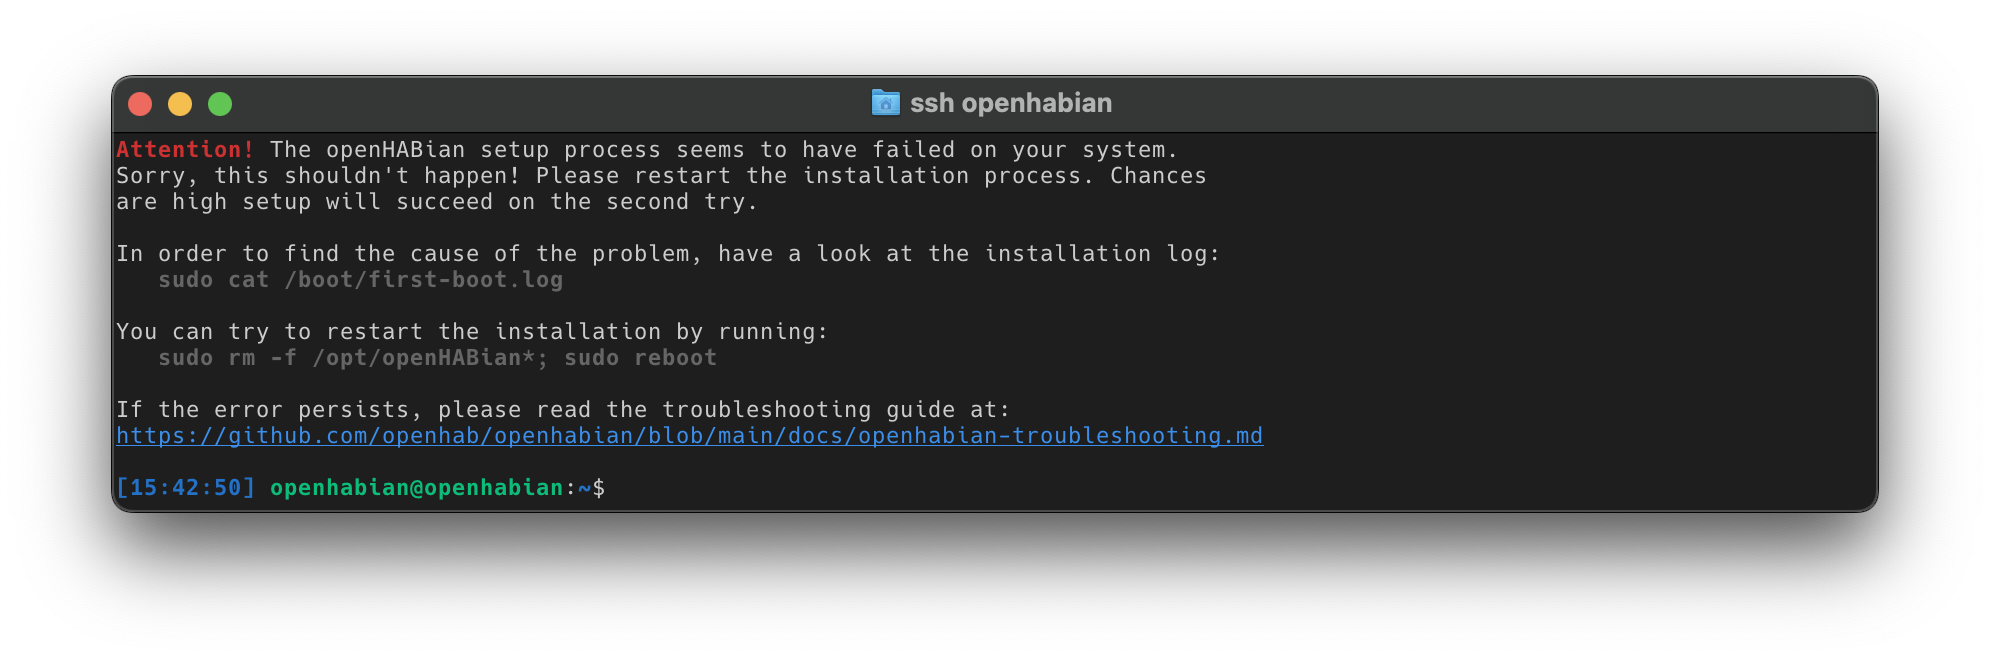 ssh openhabian
Attention! The openHABian setup process seems to have failed on your system.
Sorry, this shouldn't happen! Please restart the installation process. Chances
are high setup will succeed on the second try.
In order to find the cause of the problem, have a look at the installation log:
sudo cat /boot/first-boot.log
You can try to restart the installation by running:
sudo rm -f /opt/openHABian*; sudo reboot
If the error persists, please read the troubleshooting guide at:
https://github.com/openhab/openhabian/blob/main/docs/openhabian-troubleshooting.md
[15:42:50] openhabian@openhabian:~$